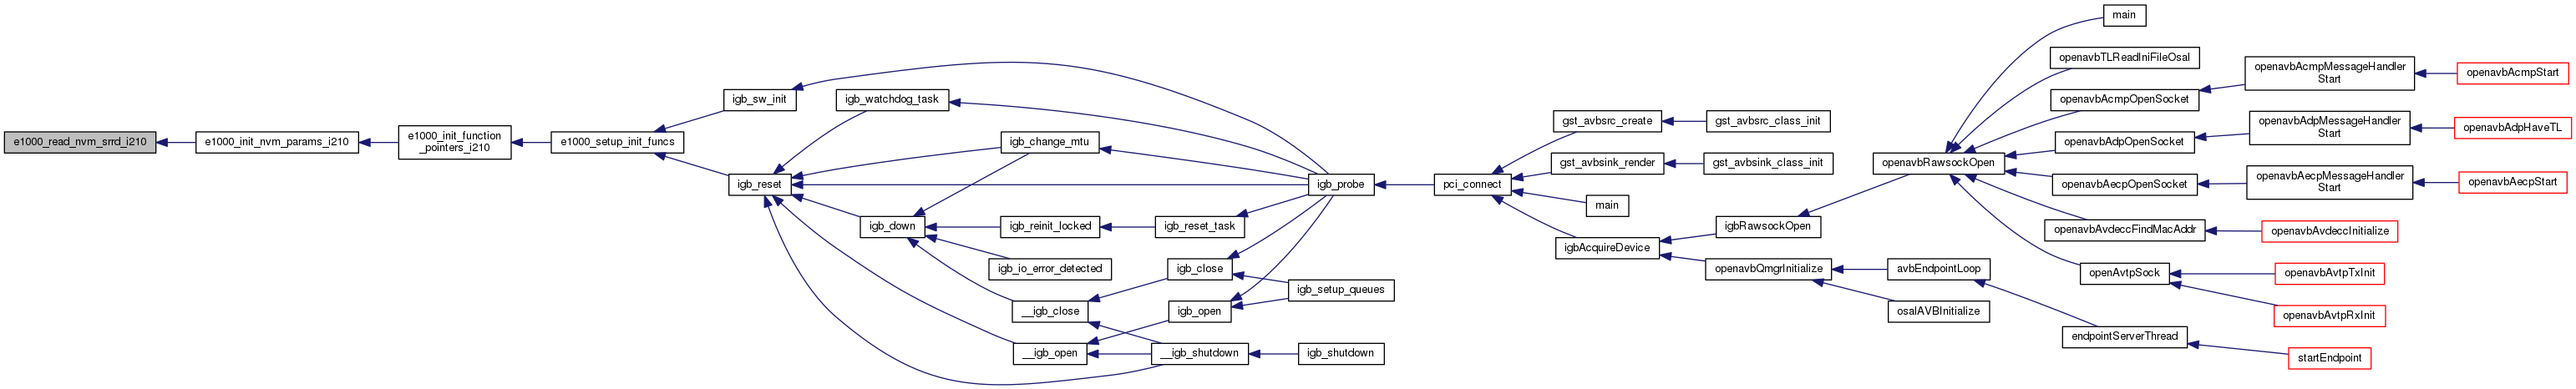 e1000_read_nvm_srrd_i210
e1000_init_nvm_params_i210
e1000_init_function
_pointers_i210
e1000_setup_init_funcs
igb_sw_init
igb_reset
igb_watchdog_task
igb_change_mtu
igb_down
igb_reinit_locked
igb_reset_task
igb_io_error_detected
__igb_close
igb_close
__igb_open
igb_open
__igb_shutdown
igb_shutdown
igb_setup_queues
igb_probe
pci_connect
gst_avbsrc_create
gst_avbsrc_class_init
gst_avbsink_render
gst_avbsink_class_init
main
igbAcquireDevice
igbRawsockOpen
openavbQmgrInitialize
avbEndpointLoop
osalAVBInitialize
endpointServerThread
startEndpoint
openavbRawsockOpen
main
openavbTLReadIniFileOsal
openavbAcmpOpenSocket
openavbAcmpMessageHandler
Start
openavbAcmpStart
openavbAdpOpenSocket
openavbAdpMessageHandler
Start
openavbAdpHaveTL
openavbAecpOpenSocket
openavbAecpMessageHandler
Start
openavbAecpStart
openavbAvdeccFindMacAddr
openavbAvdeccInitialize
openAvtpSock
openavbAvtpTxInit
openavbAvtpRxInit